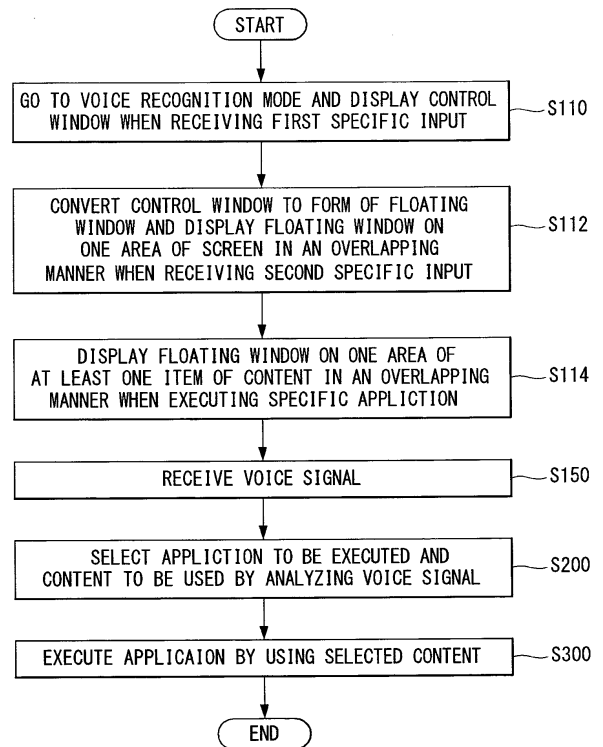 START
GO TO VOICE RECOGNITION MODE AND DISPLAY CONTROL
WINDOW WHEN RECEIVING FIRST SPECIFIC INPUT
S110
CONVERT CONTROL WINDOW TO FORM OF FLOATING
WINDOW AND DISPLAY FLOATING WINDOW ON
ONE AREA OF SCREEN IN AN OVERLAPPING
MANNER WHEN RECEIVING SECOND SPECIFIC INPUT
S112
DISPLAY FLOATING WINDOW ON ONE AREA OF
AT LEAST ONE ITEM OF CONTENT IN AN OVERLAPPING
MANNER WHEN EXECUTING SPECIFIC APPLICTION
S114
RECEIVE VOICE SIGNAL
S150
SELECT APPLICTION TO BE EXECUTED AND
CONTENT TO BE USED BY ANALYZING VOICE SIGNAL
S200
EXECUTE APPLICAION BY USING SELECTED CONTENT
S300
END